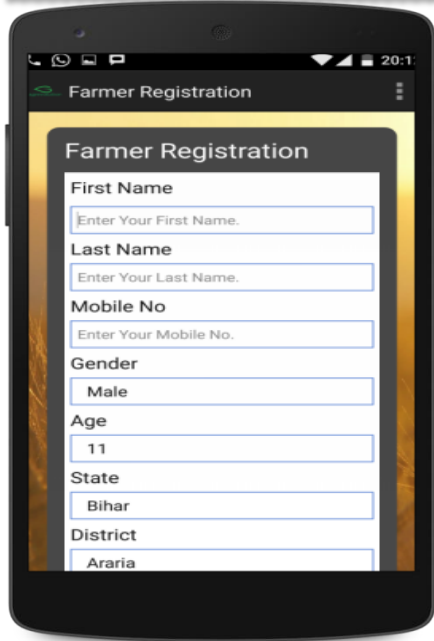 20:1
Farmer Registration
Farmer Registration
First Name
Enter Your First Name.
Last Name
Enter Your Last Name.
Mobile No
Enter Your Mobile No.
Gender
Male
Age
11
State
Bihar
District
Araria